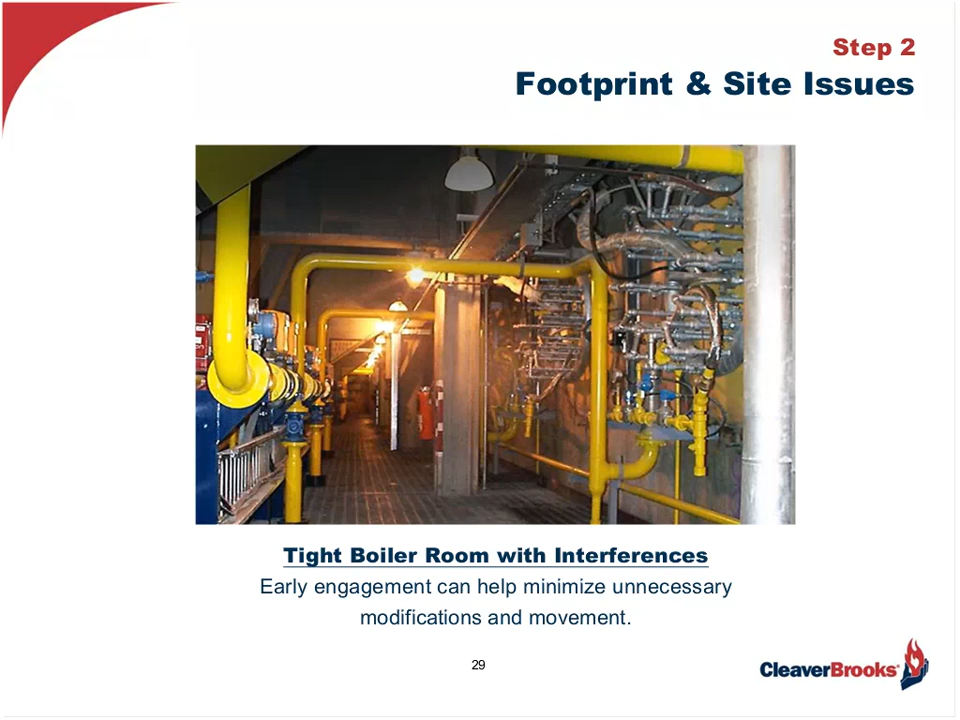 Step 2
Footprint & Site Issues
Tight Boiler Room with Interferences
Early engagement can help minimize unnecessary
modifications and movement.
29
CleaverBrooks